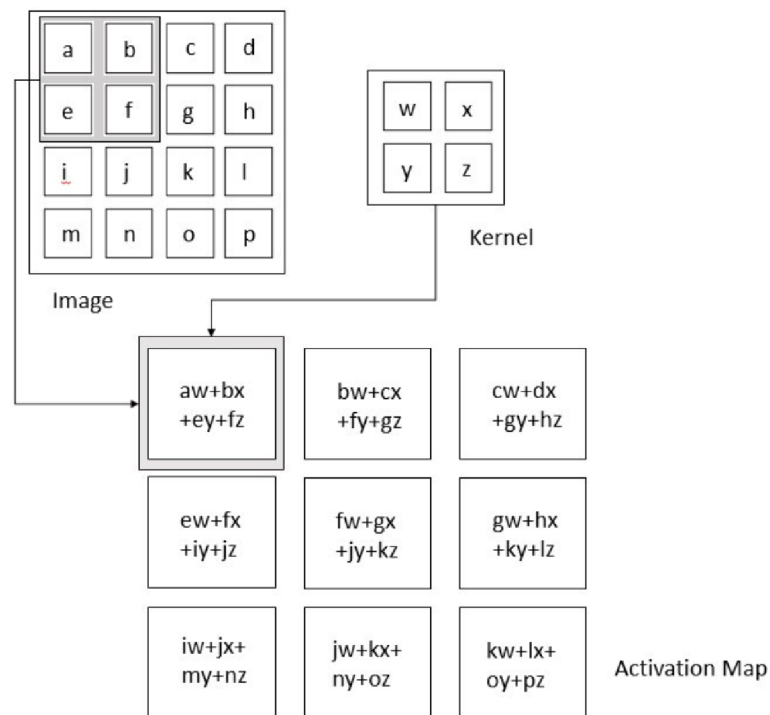 a b c d
e f g h
i j k l
m n o p
Image
w x
y z
Kernel
aw+bx
+ey+fz
bw+cx
+fy+gz
cw+dx
+gy+hz
ew+fx
+iy+jz
fw+gx
+jy+kz
gw+hx
+ky+lz
iw+jx+
my+nz
jw+kx+
ny+oz
kw+lx+
oy+pz
Activation Map